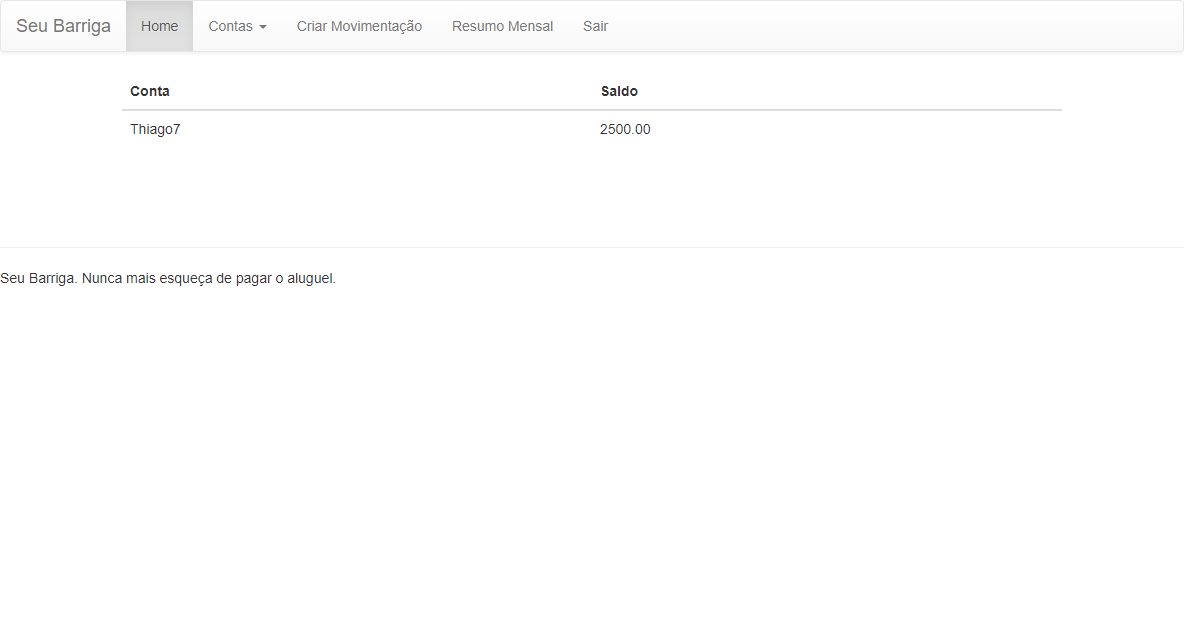 Seu Barriga Home Contas Criar Movimentação Resumo Mensal Sair
Conta Saldo
Thiago7 2500.00
Seu Barriga. Nunca mais esqueça de pagar o aluguel.